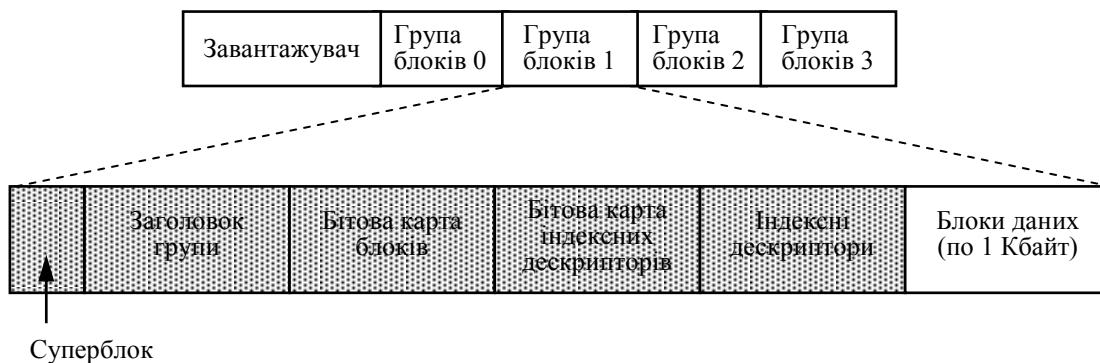 Завантажувач
Група
блоків 0
Група
блоків 1
Група
блоків 2
Група
блоків 3
Заголовок
групи
Бітова карта
блоків
Бітова карта
індексних
дескрипторів
Індексні
дескриптори
Блоки даних
(по 1 Кбайт)
Суперблок